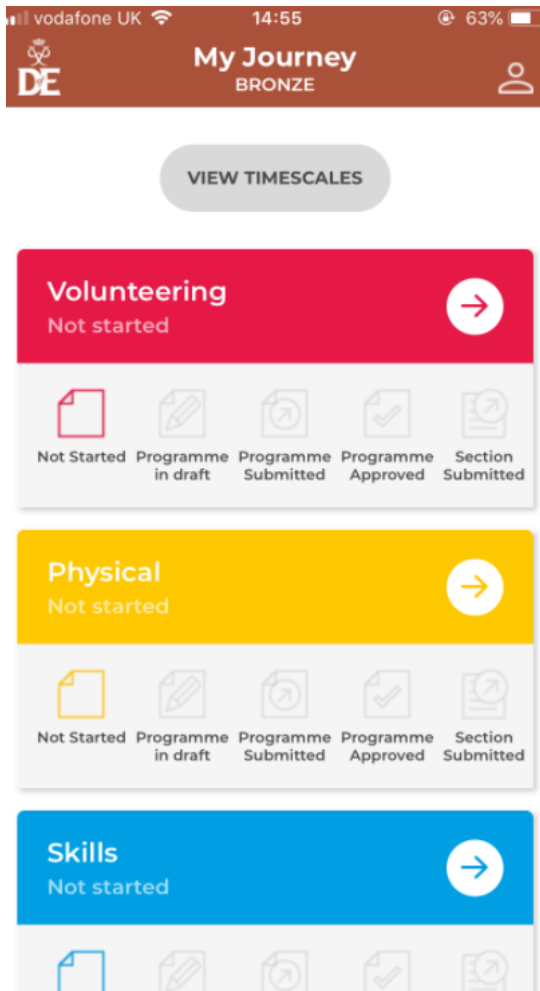 vodafone UK 14:55 63%
DE My Journey
BRONZE
VIEW TIMESCALES
Volunteering
Not started
Not Started Programme in draft Programme Submitted Programme Approved Section Submitted
Physical
Not started
Not Started Programme in draft Programme Submitted Programme Approved Section Submitted
Skills
Not started